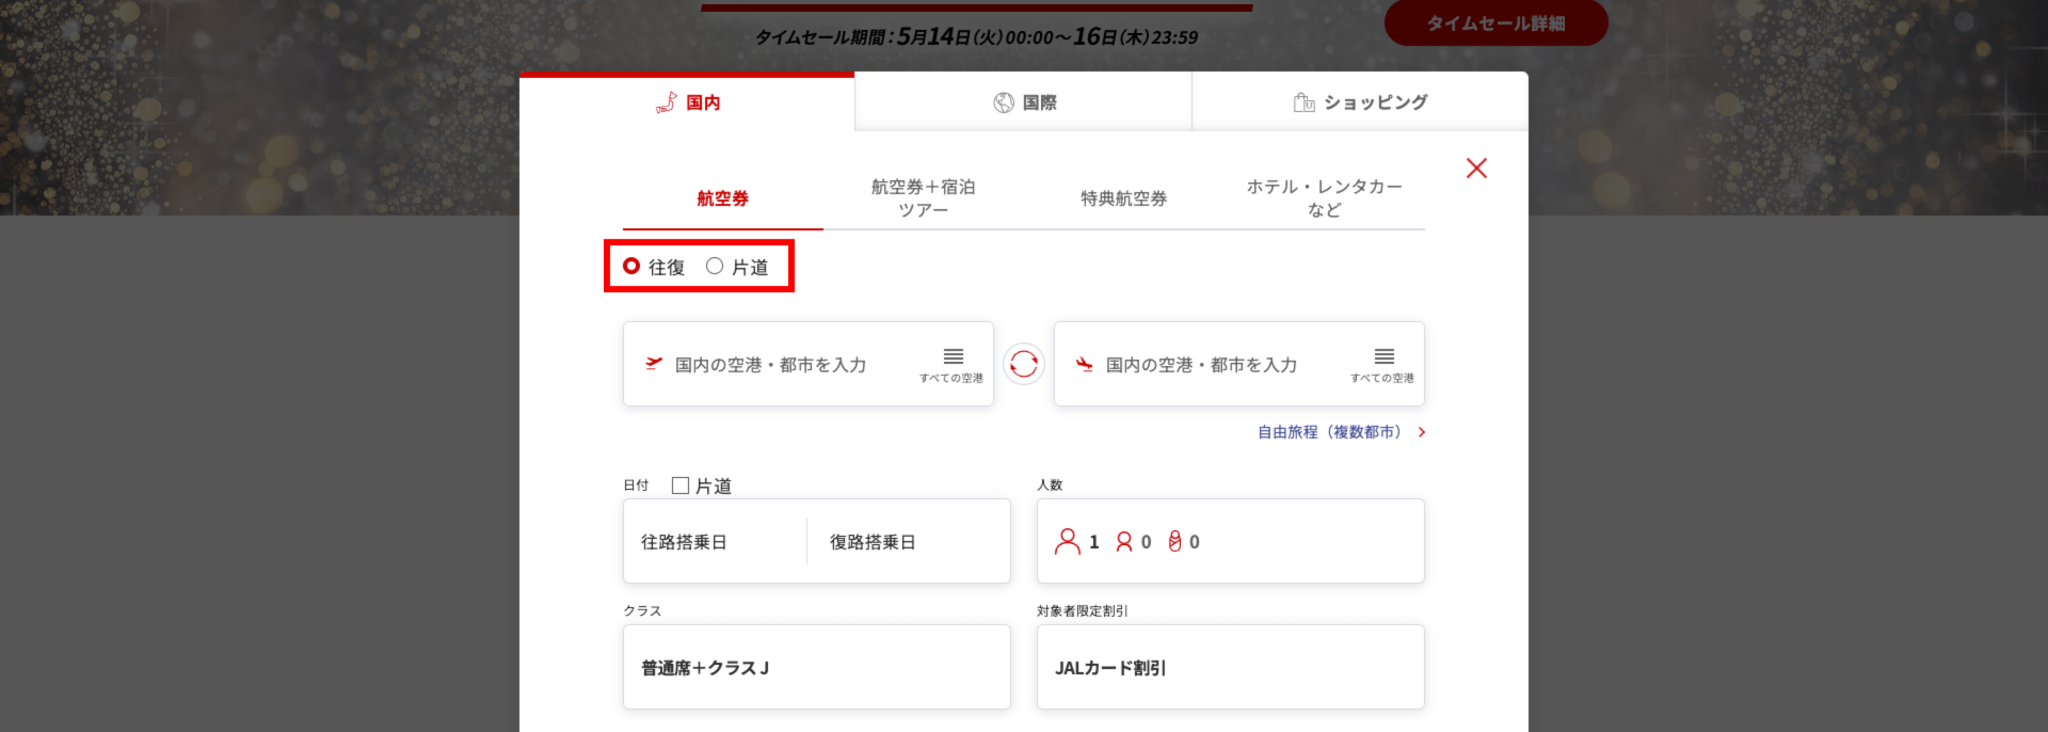 タイムセール期間：5月14日（火）00:00〜16日（木）23:59
タイムセール詳細
国内
国際
ショッピング
航空券
航空券＋宿泊
ツアー
特典航空券
ホテル・レンタカー
など
往復 片道
国内の空港・都市を入力
すべての空港
国内の空港・都市を入力
すべての空港
自由旅程（複数都市）
日付 片道
往路搭乗日 復路搭乗日
人数
1 0 0
クラス
普通席＋クラスＪ
対象者限定割引
JALカード割引